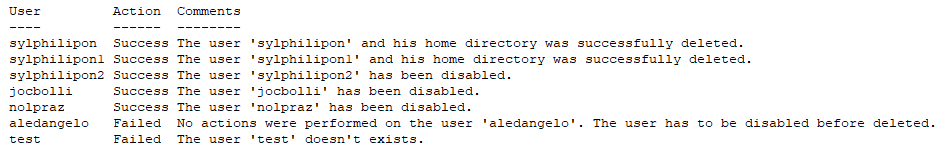 User        Action  Comments
----        ------  --------
sylphilipon  Success The user 'sylphilipon' and his home directory was successfully deleted.
sylphilipon1 Success The user 'sylphilipon1' and his home directory was successfully deleted.
sylphilipon2 Success The user 'sylphilipon2' has been disabled.
jocbolli     Success The user 'jocbolli' has been disabled.
nolpraz      Success The user 'nolpraz' has been disabled.
aledangelo   Failed  No actions were performed on the user 'aledangelo'. The user has to be disabled before deleted.
test         Failed  The user 'test' doesn't exists.